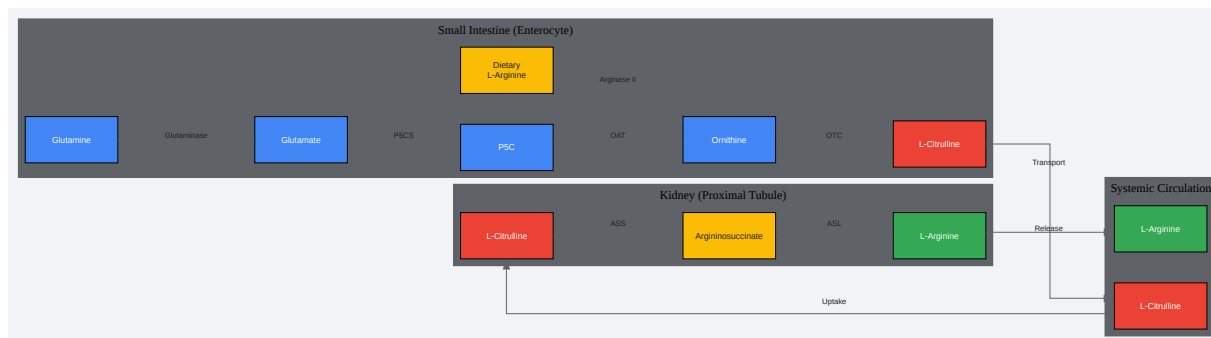 Small Intestine (Enterocyte)
Dietary
L-Arginine
Arginase II
Glutamine
Glutaminase
Glutamate
P5CS
P5C
OAT
Ornithine
OTC
L-Citrulline
Transport
Kidney (Proximal Tubule)
L-Citrulline
ASS
Argininosuccinate
ASL
L-Arginine
Release
Systemic Circulation
L-Arginine
L-Citrulline
Uptake